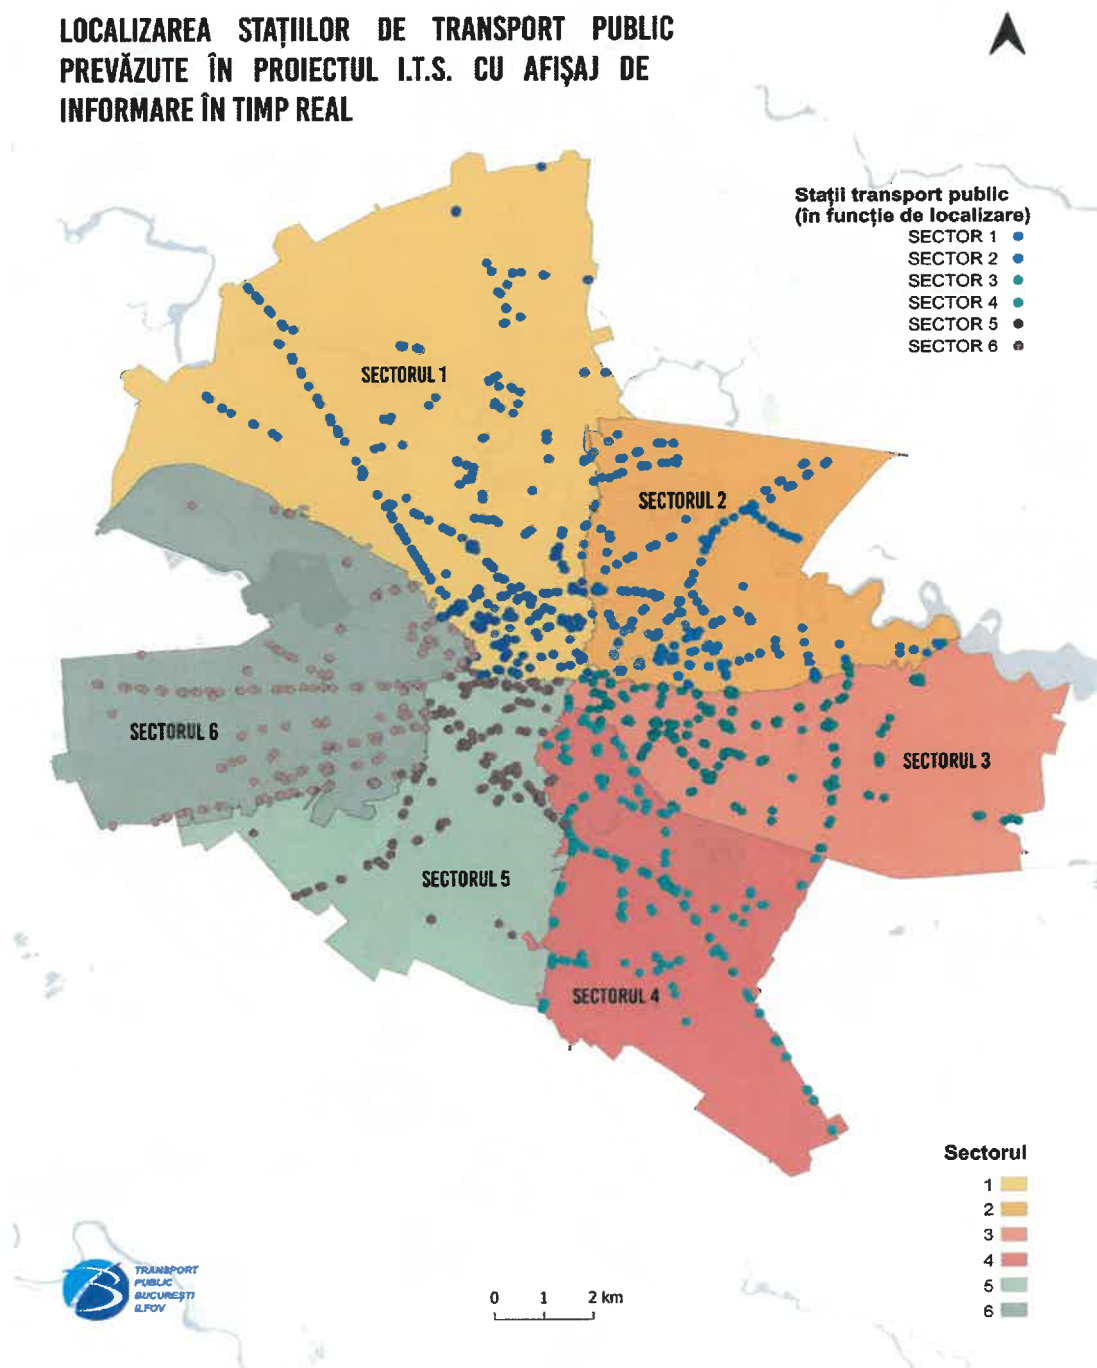 LOCALIZAREA STAȚIILOR DE TRANSPORT PUBLIC
PREVĂZUTE ÎN PROIECTUL I.T.S. CU AFIȘAJ DE
INFORMARE ÎN TIMP REAL
Stații transport public
(în funcție de localizare)
SECTOR 1
SECTOR 2
SECTOR 3
SECTOR 4
SECTOR 5
SECTOR 6
SECTORUL 1
SECTORUL 2
SECTORUL 6
SECTORUL 3
SECTORUL 5
SECTORUL 4
Sectorul
1
2
3
4
5
6
TRANSPORT
PUBLIC
BUCUREȘTI
ILFOV
0 1 2 km